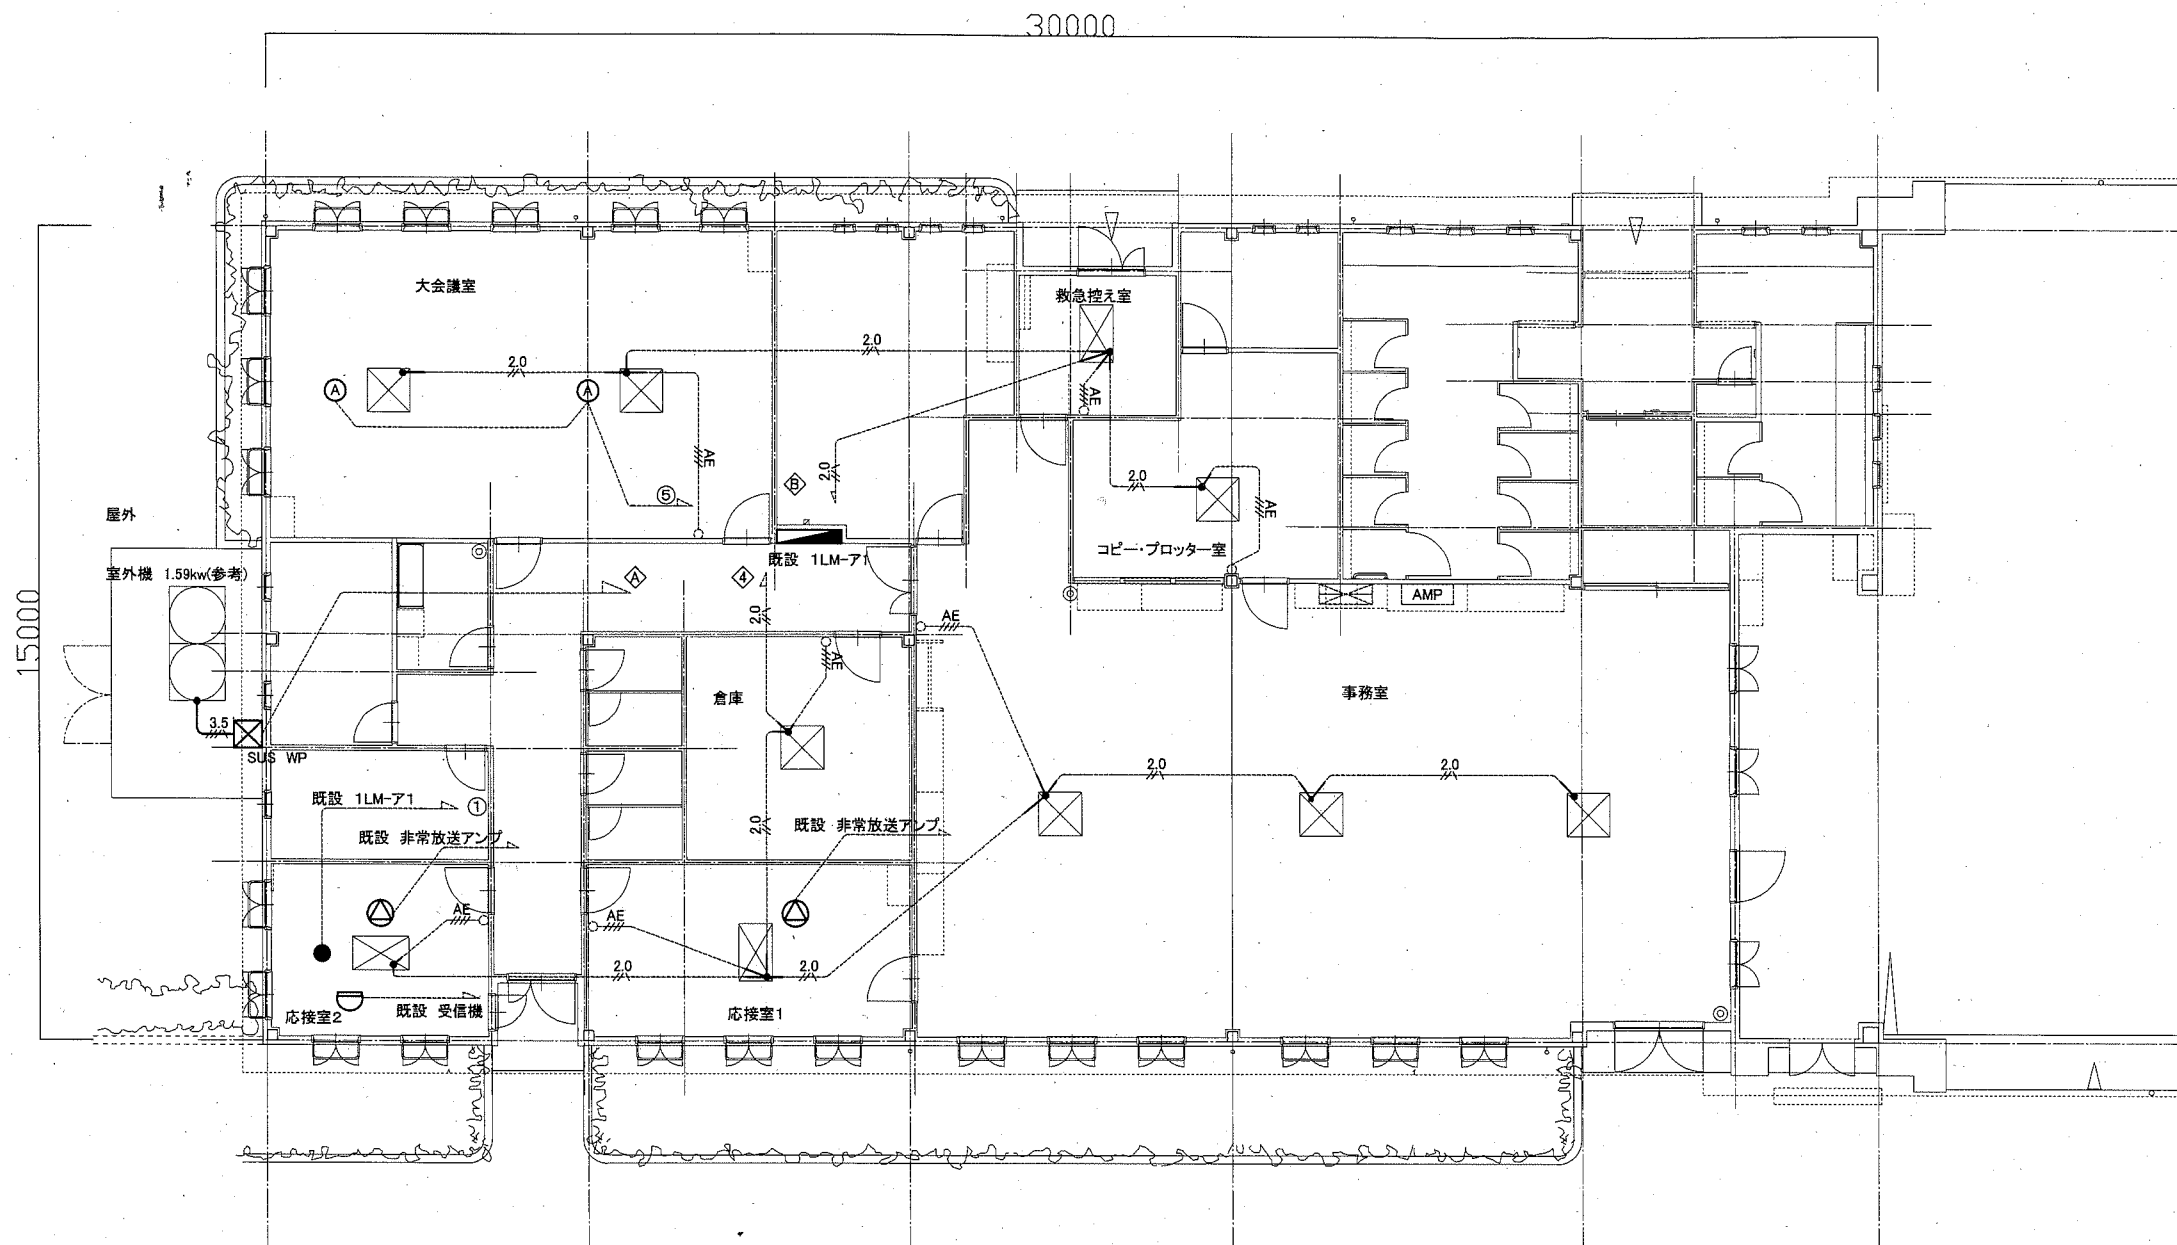 30000
大会議室
救急控え室
2.0
2.0
A
A
AE
AE
2.0
B
2.0
5
AE
屋外
コピー・プロッター室
既設 1LM-ア1
室外機 1.59kw(参考)
A
4
AMP
15000
2.0
AE
AE
倉庫
事務室
3.5
SUS WP
2.0
2.0
既設 1LM-ア1
1
2.0
既設 非常放送アンプ
既設 非常放送アンプ
AE
AE
2.0
2.0
応接室2
既設 受信機
応接室1